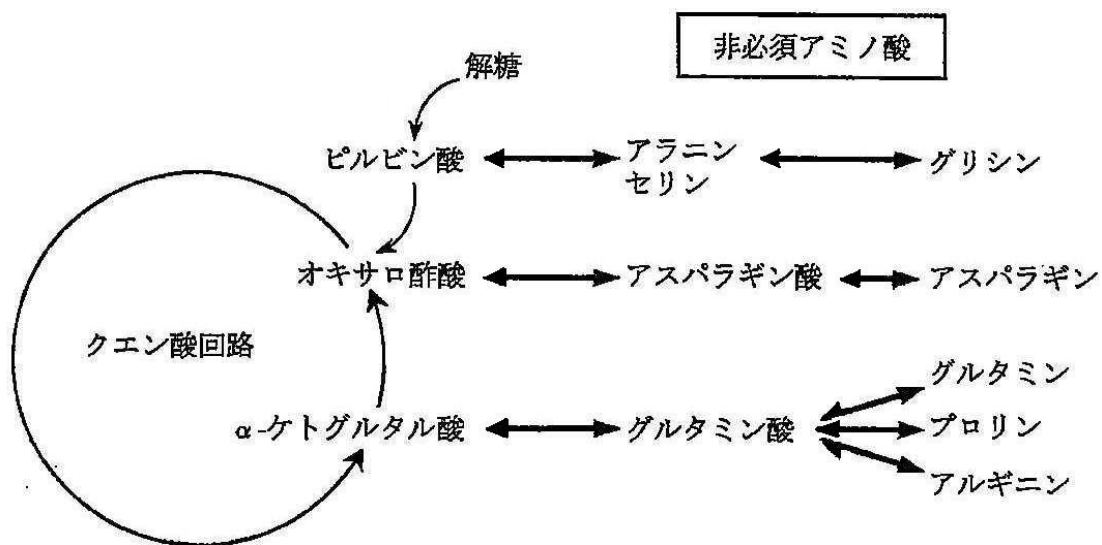 非必須アミノ酸
解糖
ピルビン酸
アラニン
セリン
グリシン
オキサロ酢酸
アスパラギン酸
アスパラギン
クエン酸回路
グルタミン
α-ケトグルタル酸
グルタミン酸
プロリン
アルギニン